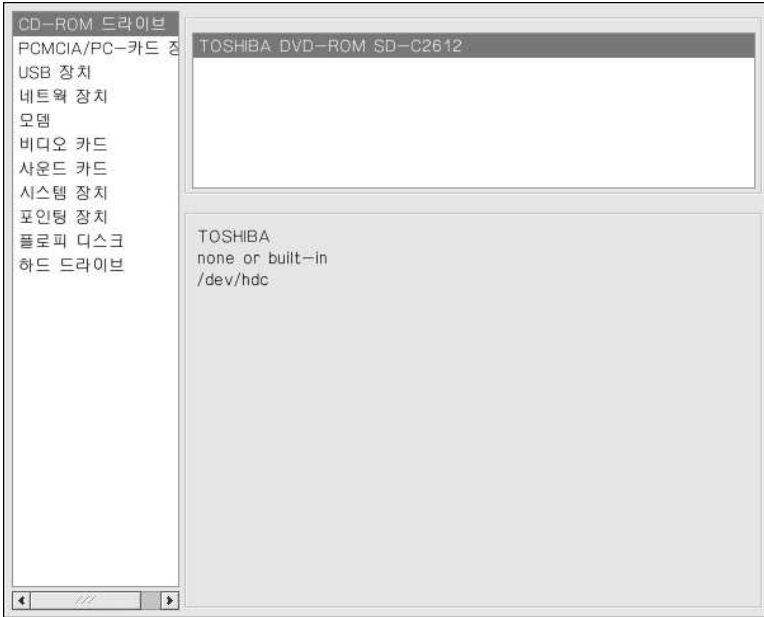 CD-ROM 드라이브
PCMCIA/PC-카드 장
USB 장치
네트웍 장치
모뎀
비디오 카드
사운드 카드
시스템 장치
포인팅 장치
플로피 디스크
하드 드라이브
TOSHIBA DVD-ROM SD-C2612
TOSHIBA
none or built-in
/dev/hdc